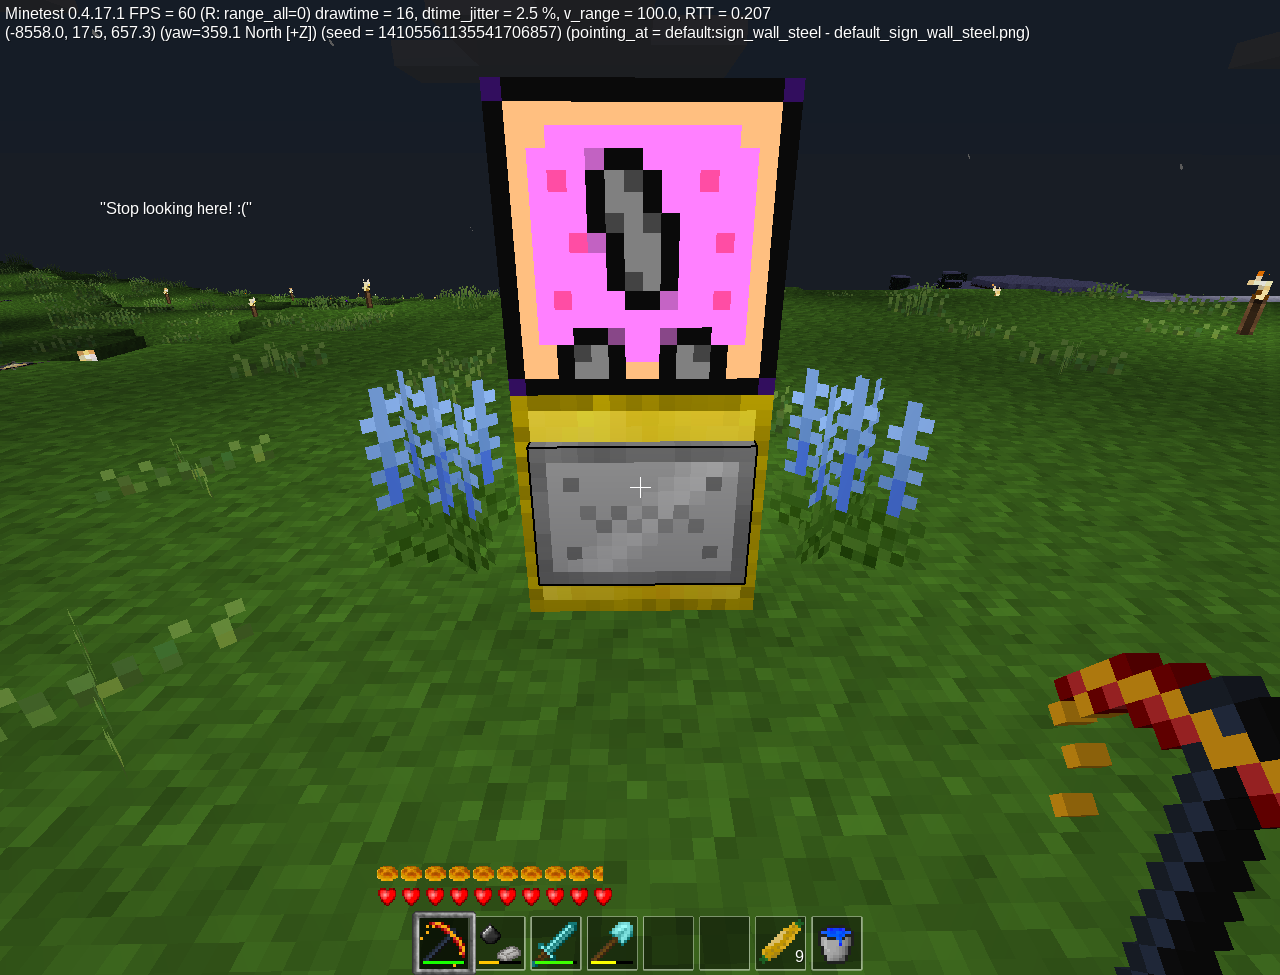 Minetest 0.4.17.1 FPS = 60 (R: range_all=0) drawtime = 16, dtime_jitter = 2.5 %, v_range = 100.0, RTT = 0.207
(-8558.0, 17.5, 657.3) (yaw=359.1 North [+Z]) (seed = 14105561135541706857) (pointing_at = default:sign_wall_steel - default_sign_wall_steel.png)
"Stop looking here! :("
9